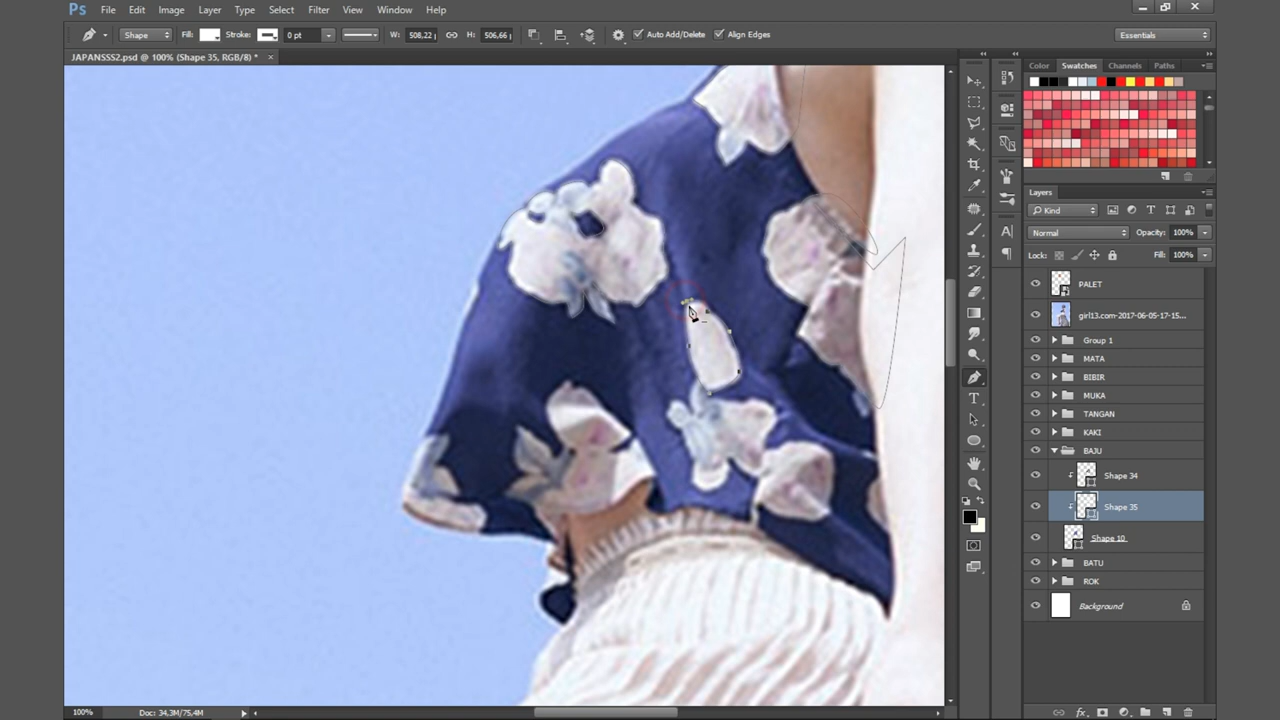 Ps File Edit Image Layer Type Select Filter View Window Help
Shape Fill: Stroke: 0 pt W: 508,22 H: 506,66 Auto Add/Delete Align Edges Essentials
JAPANSSS2.psd @ 100% (Shape 35, RGB/8) * ×
Color Swatches Channels Paths
Layers
Kind
Normal Opacity: 100%
Lock: Fill: 100%
PALET
girl13.com-2017-06-05-17-15...
Group 1
MATA
BIBIR
MUKA
TANGAN
KAKI
BAJU
Shape 34
Shape 35
Shape 10
BATU
ROK
Background
100% Doc: 34,3M/75,4M
fx